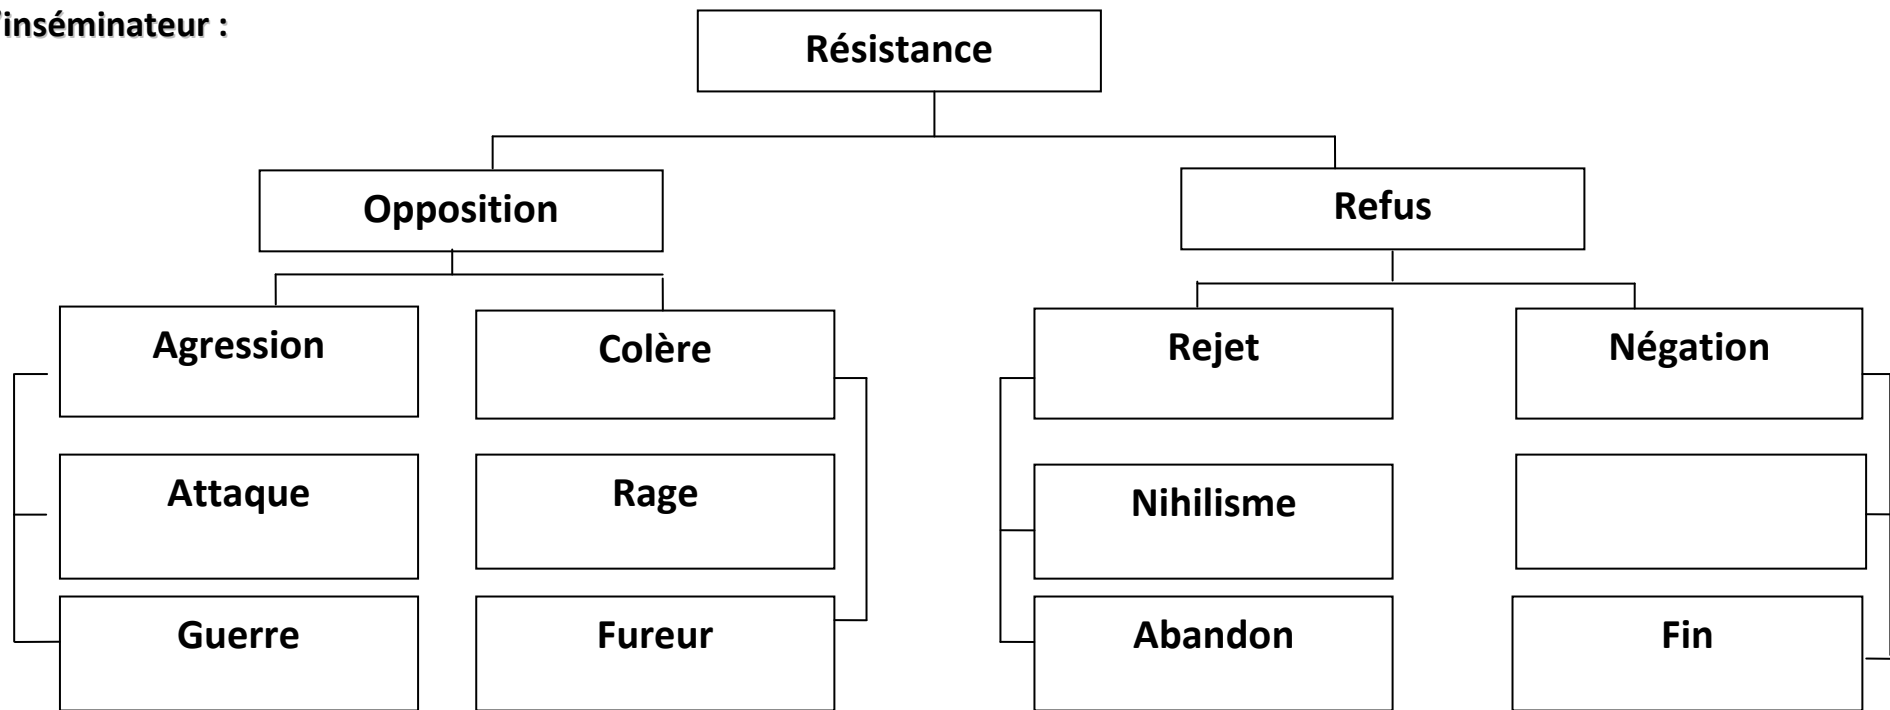 'inséminateur :
Résistance
Opposition
Refus
Agression
Colère
Rejet
Négation
Attaque
Rage
Nihilisme
Guerre
Fureur
Abandon
Fin